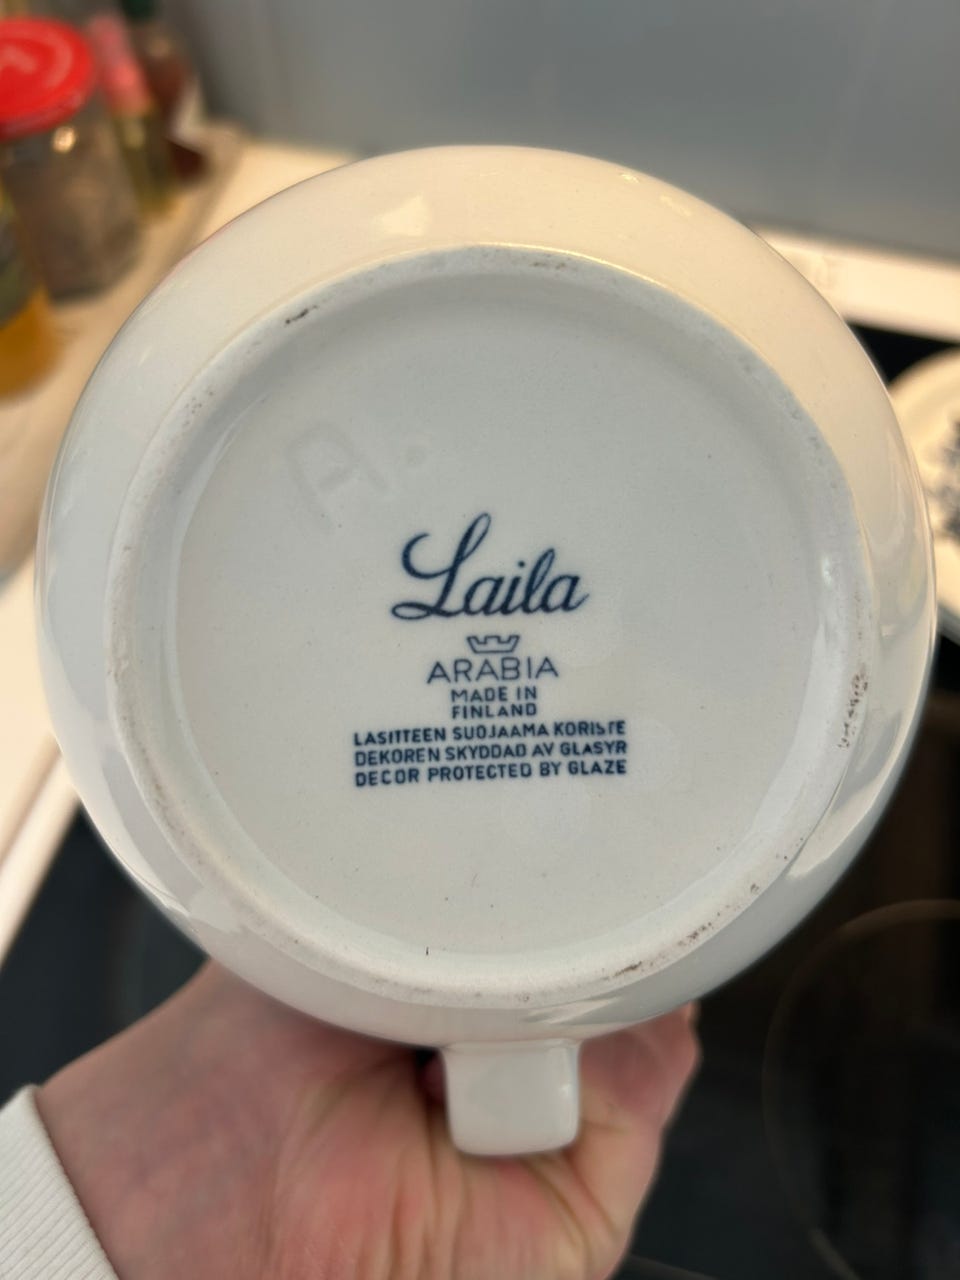 A.
Laila
ARABIA
MADE IN
FINLAND
LASITTEEN SUOJAAMA KORISTE
DEKOREN SKYDDAD AV GLASYR
DECOR PROTECTED BY GLAZE